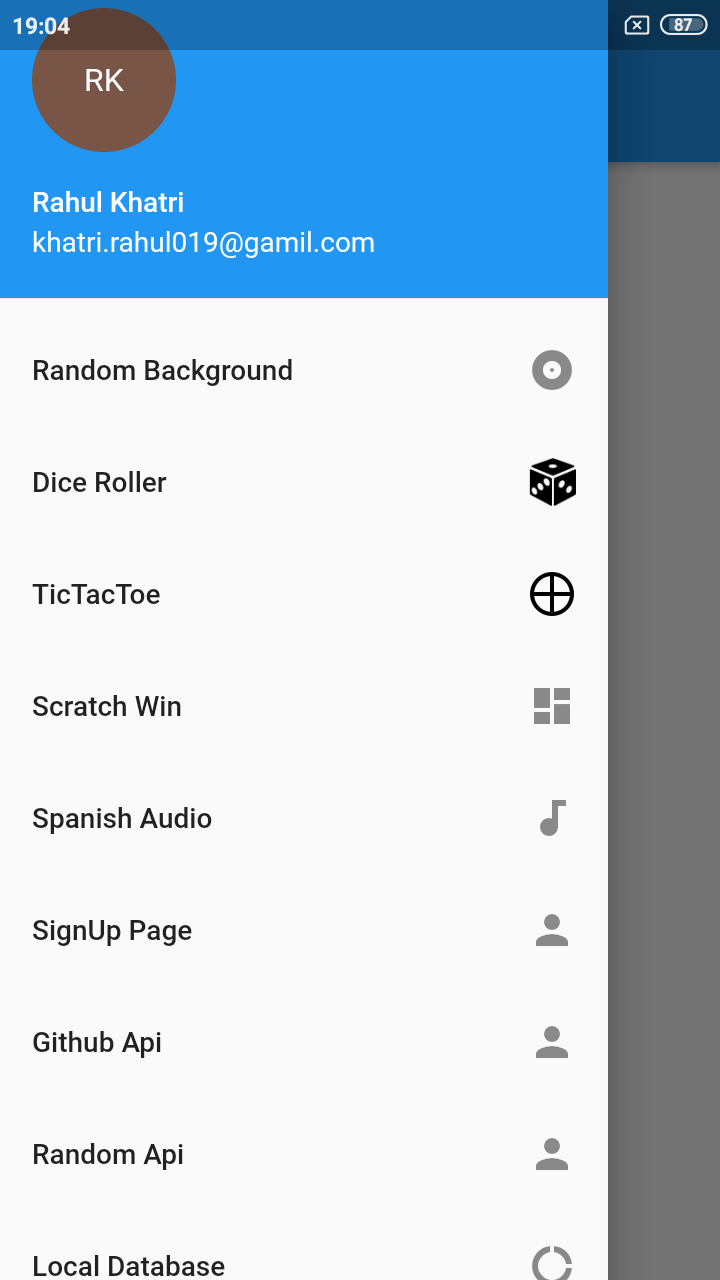 19:04
87
RK
Rahul Khatri
khatri.rahul019@gamil.com
Random Background
Dice Roller
TicTacToe
Scratch Win
Spanish Audio
SignUp Page
Github Api
Random Api
Local Database